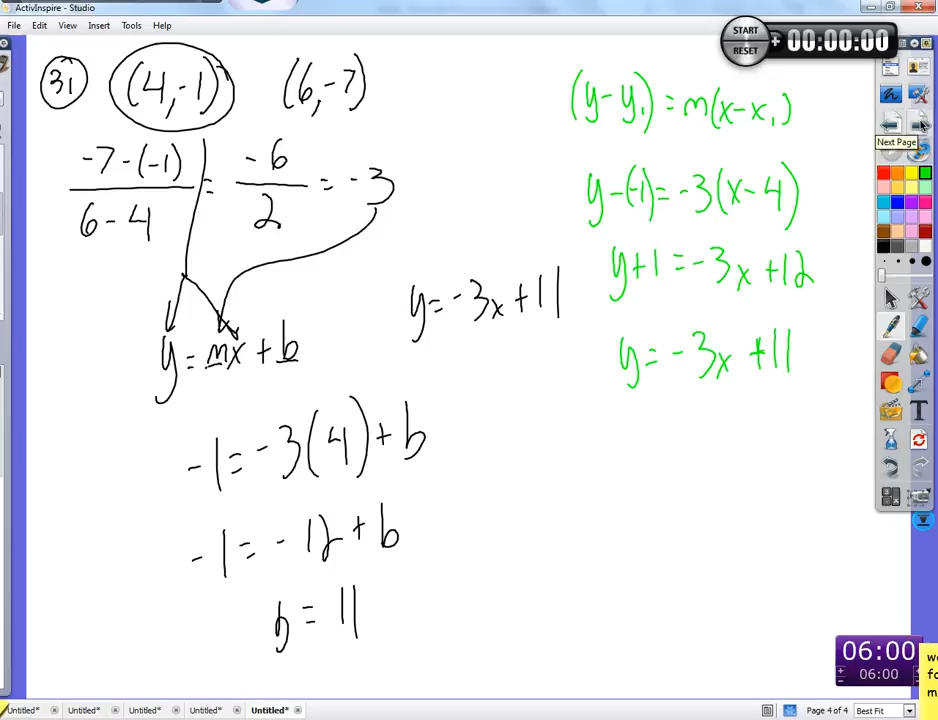 ActivInspire - Studio
File Edit View Insert Tools Help
START
RESET
+ 00:00:00
Next Page
31 (4,-1) (6,-7)
-7-(-1) / 6-4 = -6/2 = -3
y = mx + b
-1 = -3(4) + b
-1 = -12 + b
b = 11
y = -3x + 11
(y - y₁) = m(x - x₁)
y - (-1) = -3(x - 4)
y + 1 = -3x + 12
y = -3x + 11
T
06:00
06:00
w
fo
m
Untitled* Untitled* Untitled* Untitled* Untitled*
Page 4 of 4 Best Fit